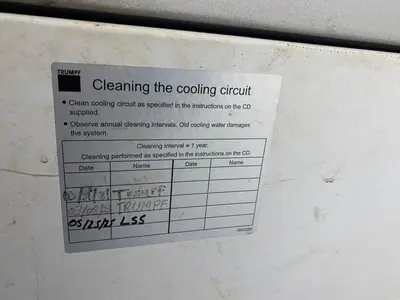 TRUMPF
Cleaning the cooling circuit
• Clean cooling circuit as specified in the instructions on the CD
supplied.
• Observe annual cleaning intervals. Old cooling water damages
the system.
Cleaning interval = 1 year.
Cleaning performed as specified in the instructions on the CD.
Date Name Date Name
TRUMPF
TRUMPF
05/25/25 LSS